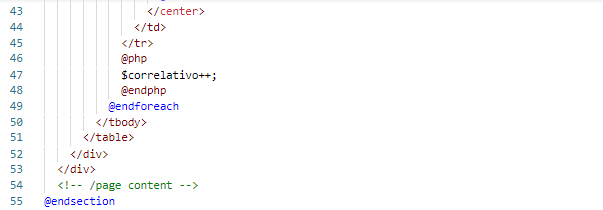 43 </center>
44 </td>
45 </tr>
46 @php
47 $correlativo++;
48 @endphp
49 @endforeach
50 </tbody>
51 </table>
52 </div>
53 </div>
54 <!-- /page content -->
55 @endsection